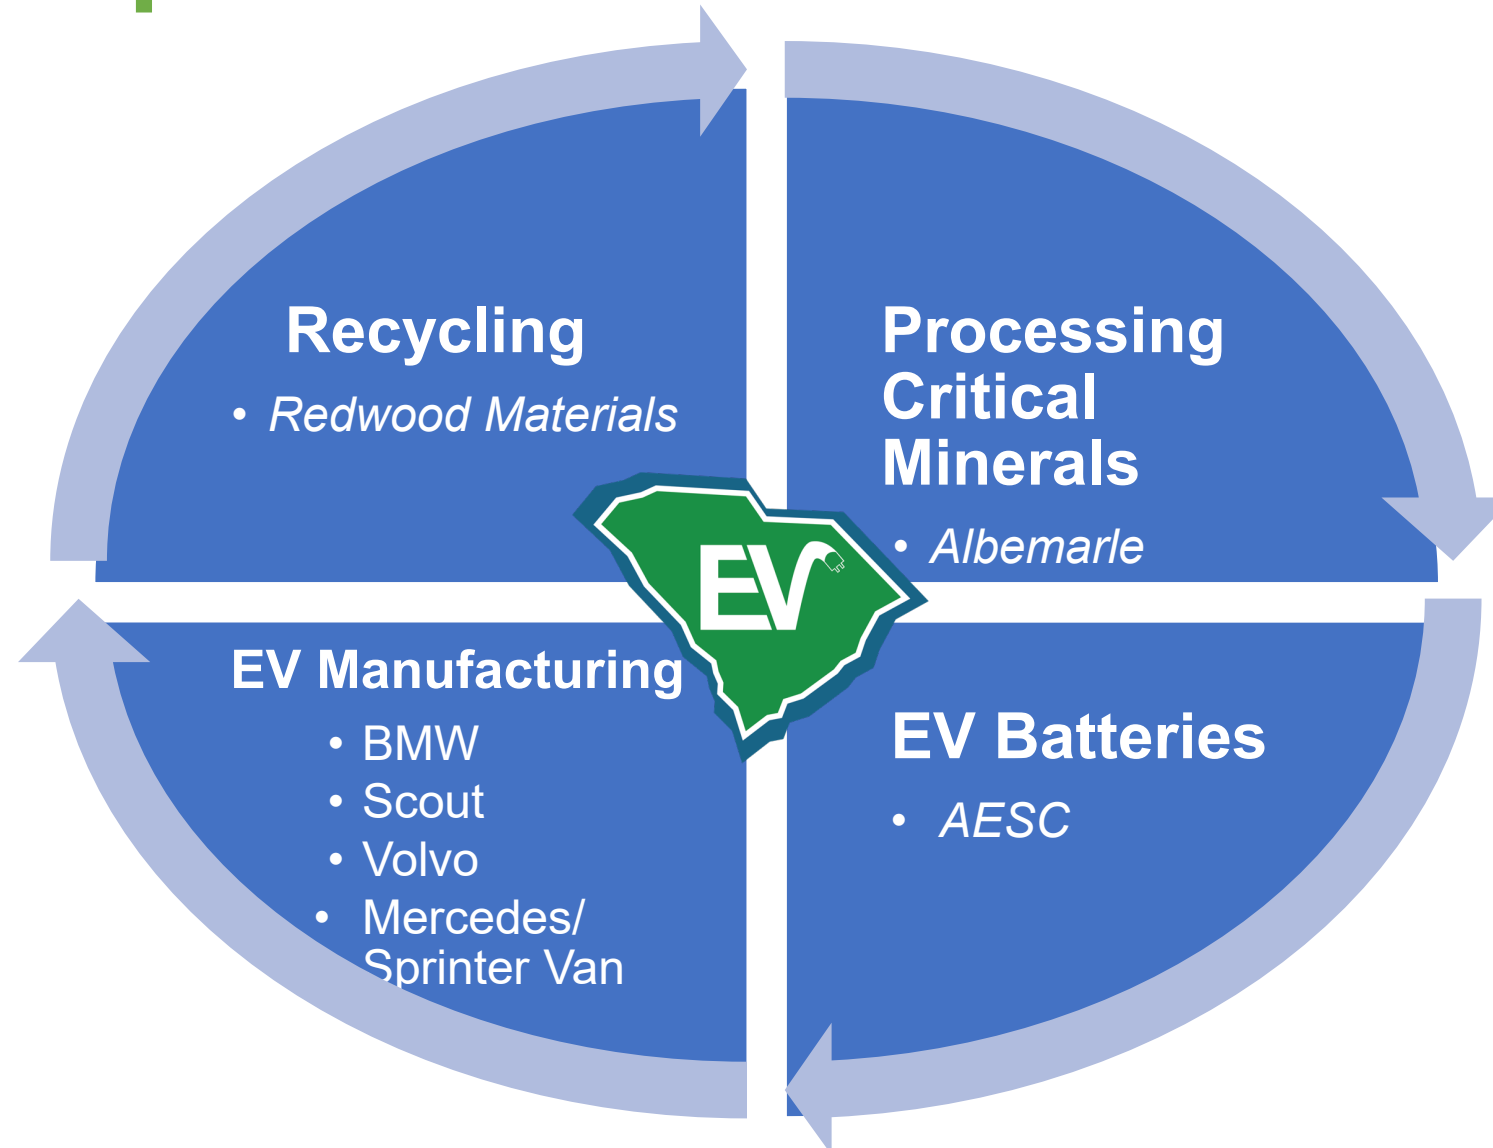 Recycling
• Redwood Materials
Processing
Critical
Minerals
• Albemarle
EV
EV Manufacturing
• BMW
• Scout
• Volvo
• Mercedes/
Sprinter Van
EV Batteries
• AESC